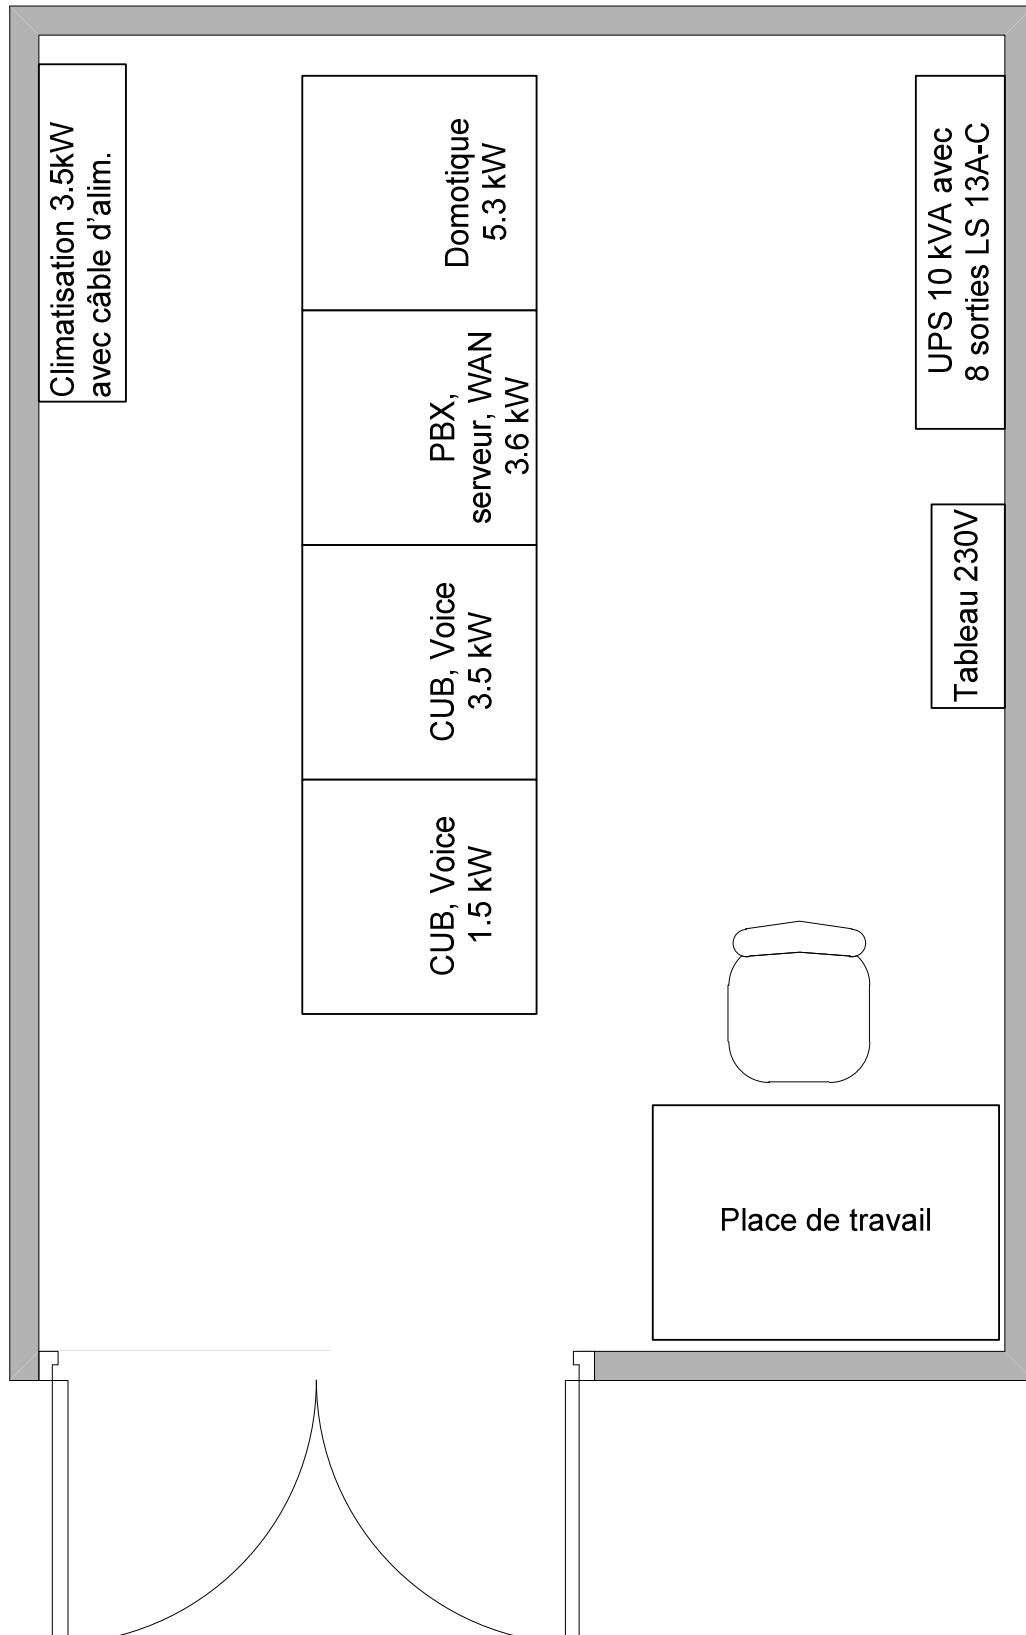 Climatisation 3.5kW
avec câble d'alim.
Domotique
5.3 kW
UPS 10 kVA avec
8 sorties LS 13A-C
PBX,
serveur, WAN
3.6 kW
Tableau 230V
CUB, Voice
3.5 kW
CUB, Voice
1.5 kW
Place de travail